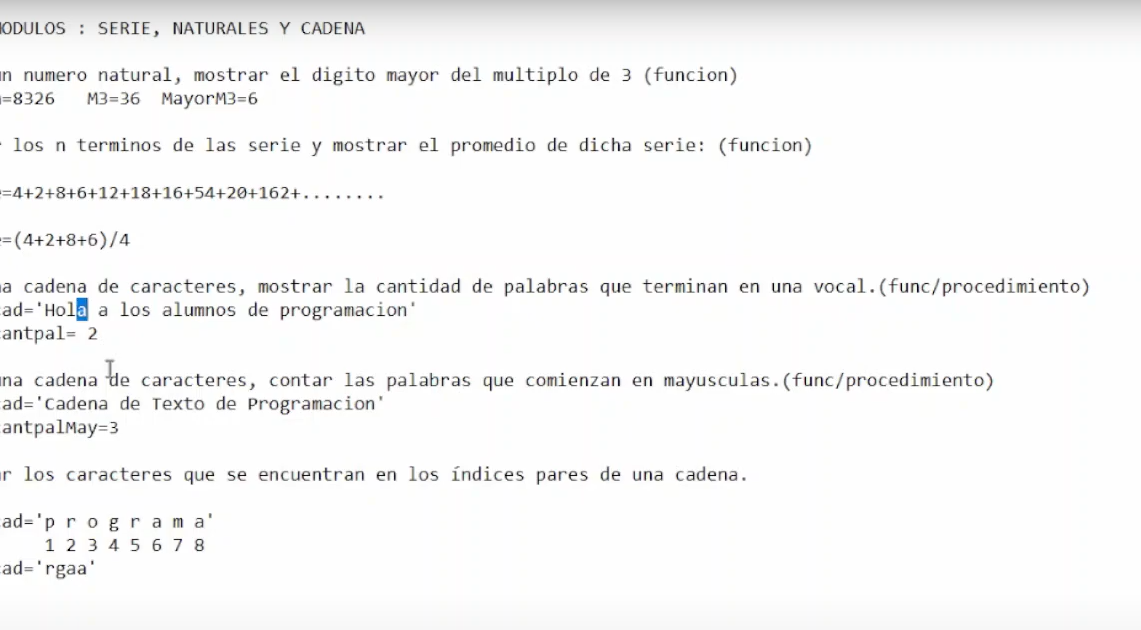 ODULOS : SERIE, NATURALES Y CADENA
n numero natural, mostrar el digito mayor del multiplo de 3 (funcion)
=8326 M3=36 MayorM3=6
los n terminos de las serie y mostrar el promedio de dicha serie: (funcion)
=4+2+8+6+12+18+16+54+20+162+........
=(4+2+8+6)/4
a cadena de caracteres, mostrar la cantidad de palabras que terminan en una vocal.(func/procedimiento)
ad='Hola a los alumnos de programacion'
antpal= 2
na cadena de caracteres, contar las palabras que comienzan en mayusculas.(func/procedimiento)
ad='Cadena de Texto de Programacion'
antpalMay=3
r los caracteres que se encuentran en los índices pares de una cadena.
ad='p r o g r a m a'
1 2 3 4 5 6 7 8
ad='rgaa'